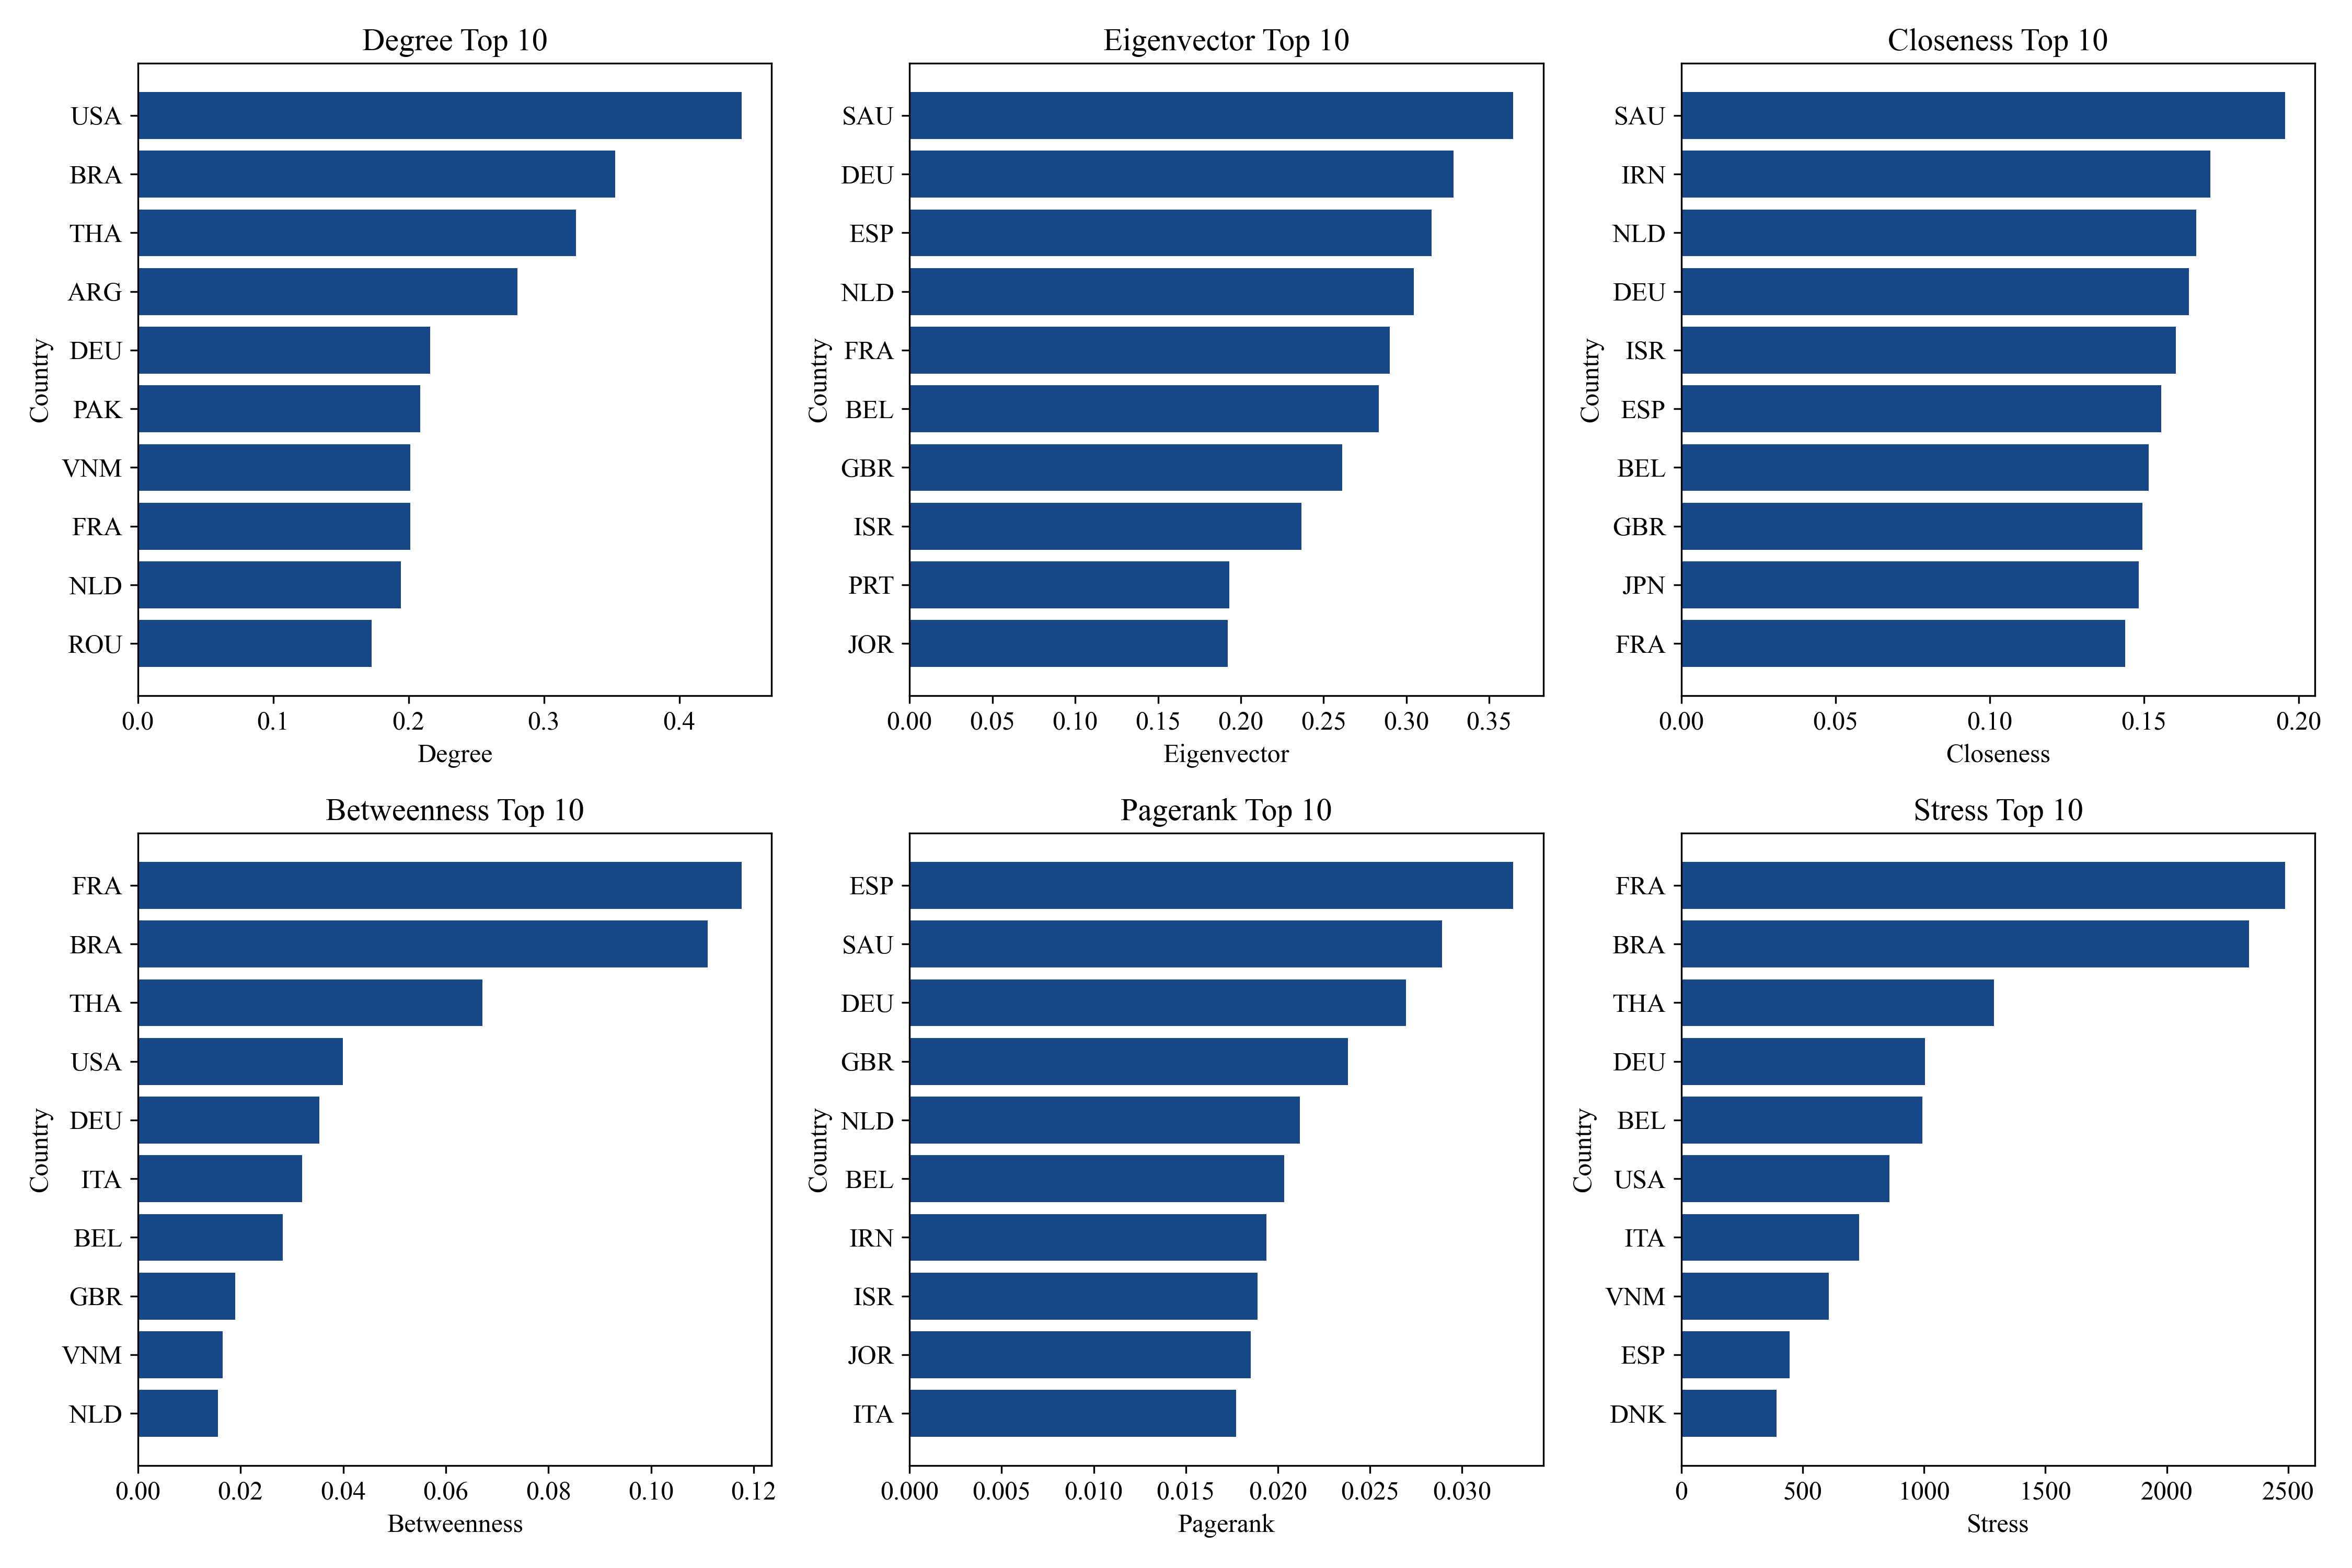 Degree Top 10
USA
BRA
THA
ARG
DEU
PAK
VNM
FRA
NLD
ROU
Country
0.0 0.1 0.2 0.3 0.4
Degree
Eigenvector Top 10
SAU
DEU
ESP
NLD
FRA
BEL
GBR
ISR
PRT
JOR
Country
0.00 0.05 0.10 0.15 0.20 0.25 0.30 0.35
Eigenvector
Closeness Top 10
SAU
IRN
NLD
DEU
ISR
ESP
BEL
GBR
JPN
FRA
Country
0.00 0.05 0.10 0.15 0.20
Closeness
Betweenness Top 10
FRA
BRA
THA
USA
DEU
ITA
BEL
GBR
VNM
NLD
Country
0.00 0.02 0.04 0.06 0.08 0.10 0.12
Betweenness
Pagerank Top 10
ESP
SAU
DEU
GBR
NLD
BEL
IRN
ISR
JOR
ITA
Country
0.000 0.005 0.010 0.015 0.020 0.025 0.030
Pagerank
Stress Top 10
FRA
BRA
THA
DEU
BEL
USA
ITA
VNM
ESP
DNK
Country
0 500 1000 1500 2000 2500
Stress